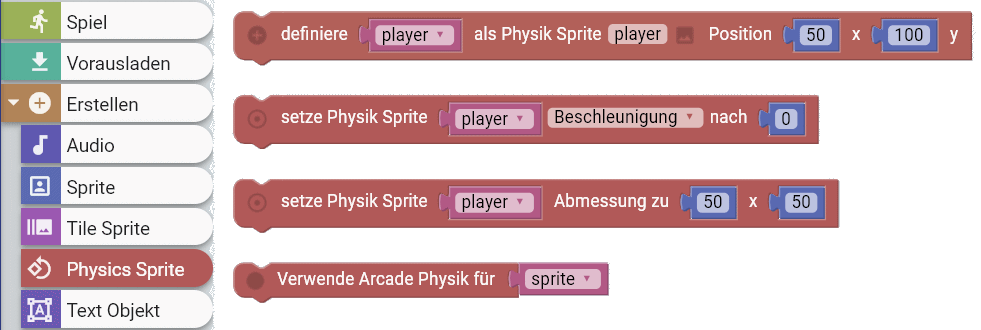 Spiel
Vorausladen
Erstellen
Audio
Sprite
Tile Sprite
Physics Sprite
Text Objekt
definiere player als Physik Sprite player Position 50 x 100 y
setze Physik Sprite player Beschleunigung nach 0
setze Physik Sprite player Abmessung zu 50 x 50
Verwende Arcade Physik für sprite